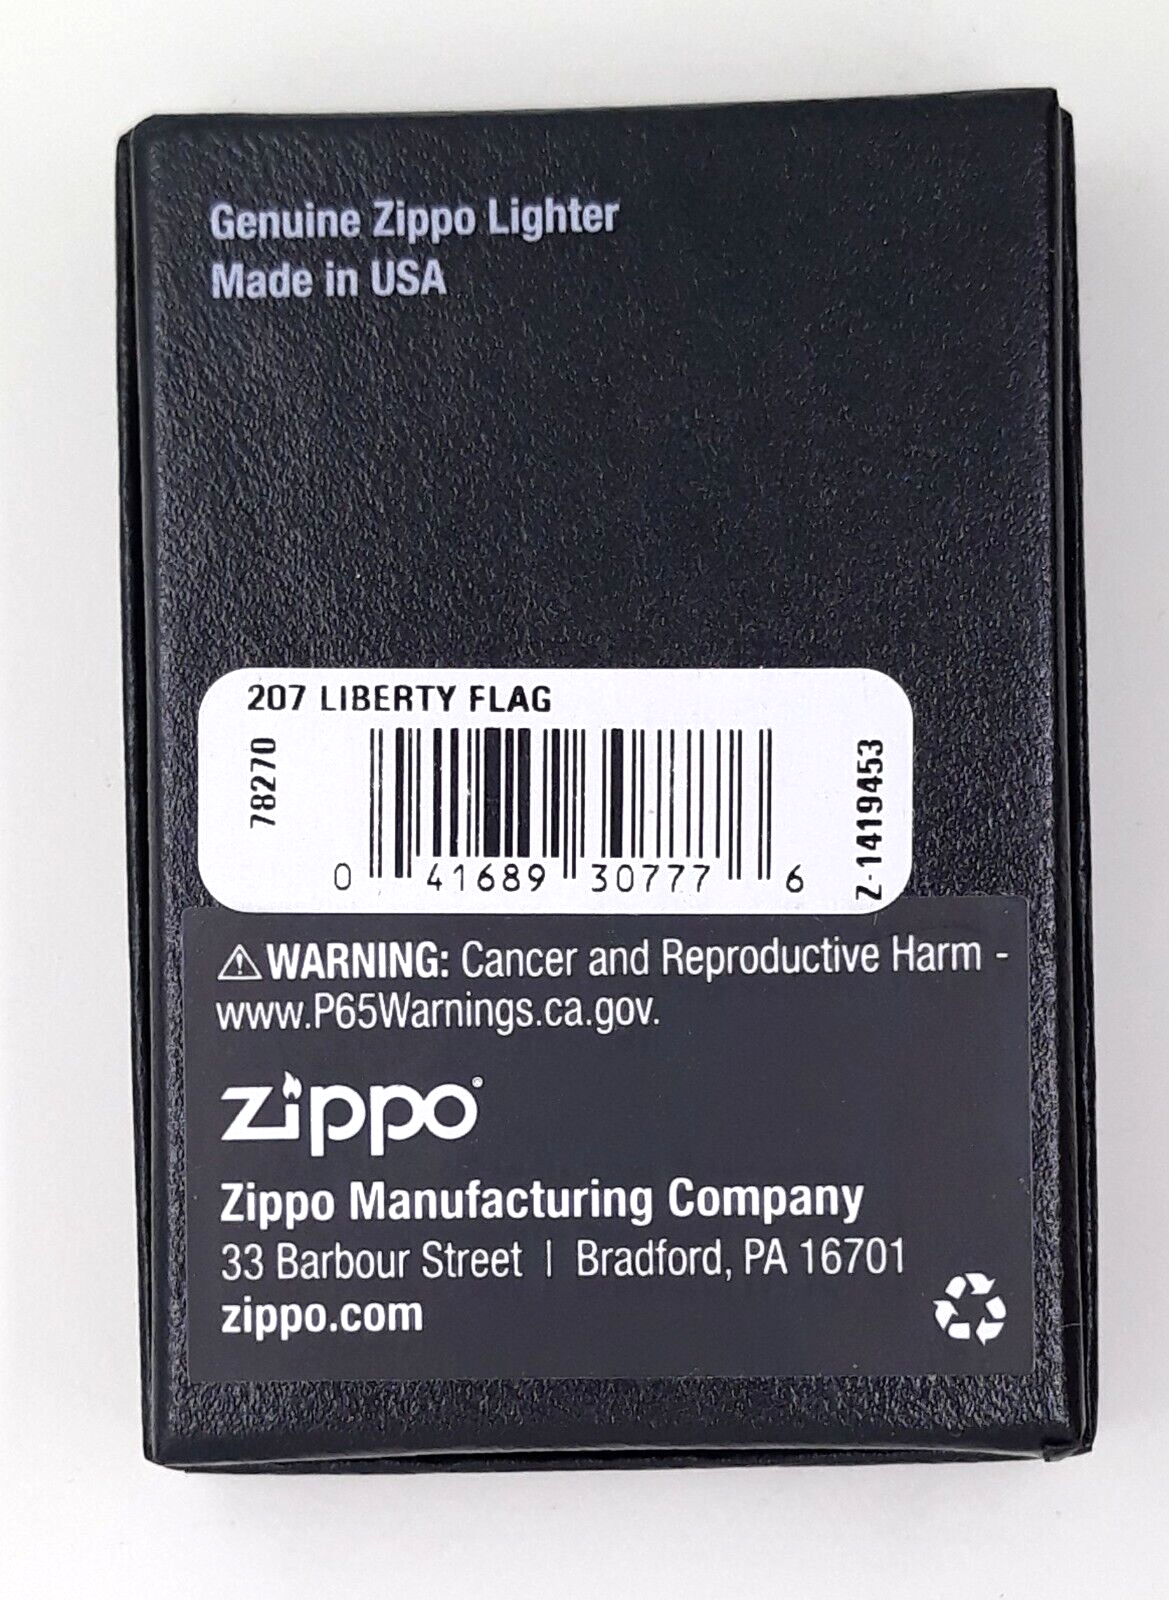 Genuine Zippo Lighter
Made in USA
207 LIBERTY FLAG
78270
0 41689 30777 6
Z-1419453
⚠ WARNING: Cancer and Reproductive Harm -
www.P65Warnings.ca.gov.
zippo®
Zippo Manufacturing Company
33 Barbour Street | Bradford, PA 16701
zippo.com